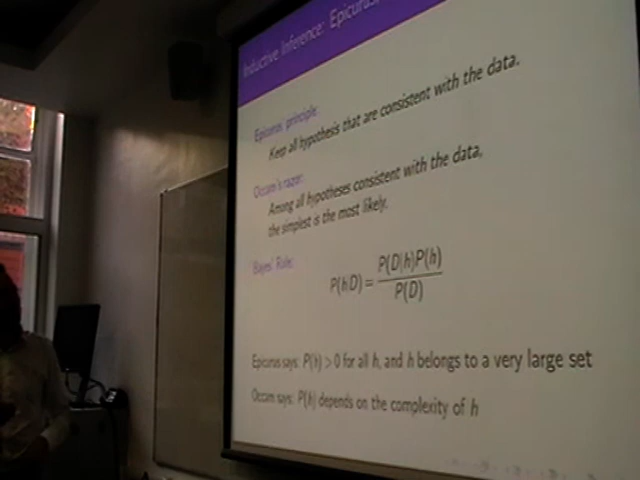 Inductive Inference: Epicurus,
Epicurus' principle:
Keep all hypothesis that are consistent with the data.
Occam's razor:
Among all hypotheses consistent with the data,
the simplest is the most likely.
Bayes' Rule:
P(h|D) = P(D|h)P(h) / P(D)
Epicurus says: P(h) > 0 for all h, and h belongs to a very large set
Occam says: P(h) depends on the complexity of h